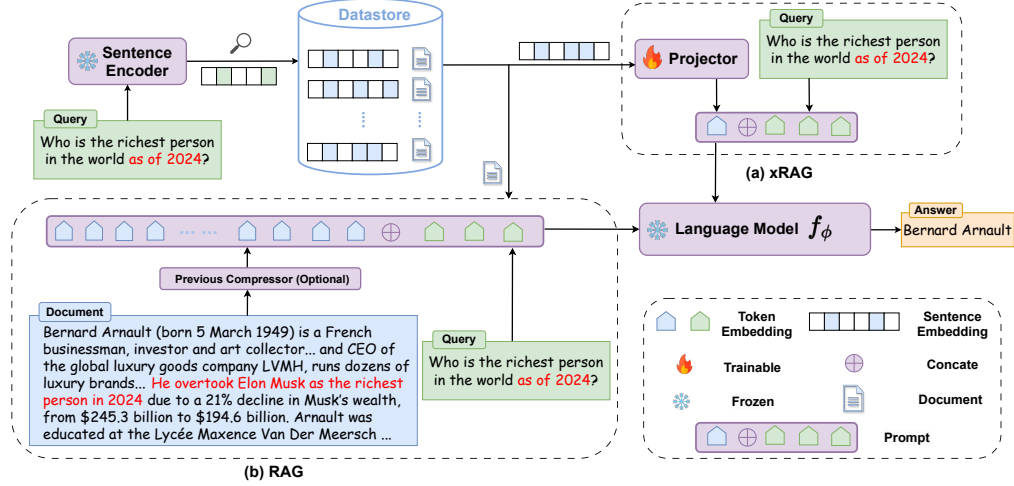 Datastore
Sentence
Encoder
Query
Who is the richest person
in the world as of 2024?
Projector
Query
Who is the richest person
in the world as of 2024?
(a) xRAG
Language Model fϕ
Answer
Bernard Arnault
Previous Compressor (Optional)
Document
Bernard Arnault (born 5 March 1949) is a French
businessman, investor and art collector... and CEO of
the global luxury goods company LVMH, runs dozens of
luxury brands... He overtook Elon Musk as the richest
person in 2024 due to a 21% decline in Musk's wealth,
from $245.3 billion to $194.6 billion. Arnault was
educated at the Lycée Maxence Van Der Meersch ...
Query
Who is the richest person
in the world as of 2024?
(b) RAG
Token
Embedding
Sentence
Embedding
Trainable
Concate
Frozen
Document
Prompt